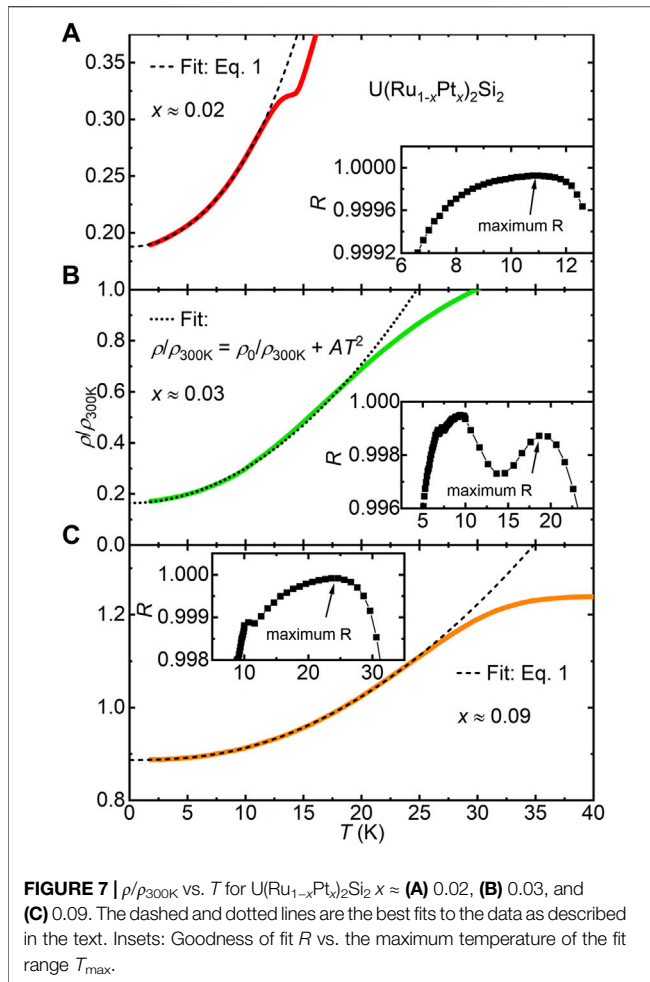 A
0.35
0.30
0.25
0.20
Fit: Eq. 1
x ≈ 0.02
U(Ru1-xPtx)2Si2
R
1.0000
0.9996
0.9992
maximum R
6 8 10 12
B
1.0
0.8
0.6
0.4
0.2
0.0
ρ/ρ300K
Fit:
ρ/ρ300K = ρ0/ρ300K + AT2
x ≈ 0.03
R
1.000
0.998
0.996
maximum R
5 10 15 20
C
1.2
1.0
0.8
R
1.000
0.999
0.998
maximum R
10 20 30
Fit: Eq. 1
x ≈ 0.09
0 5 10 15 20 25 30 35 40
T (K)
FIGURE 7 | ρ/ρ300K vs. T for U(Ru1−xPtx)2Si2 x ≈ (A) 0.02, (B) 0.03, and
(C) 0.09. The dashed and dotted lines are the best fits to the data as described
in the text. Insets: Goodness of fit R vs. the maximum temperature of the fit
range Tmax.